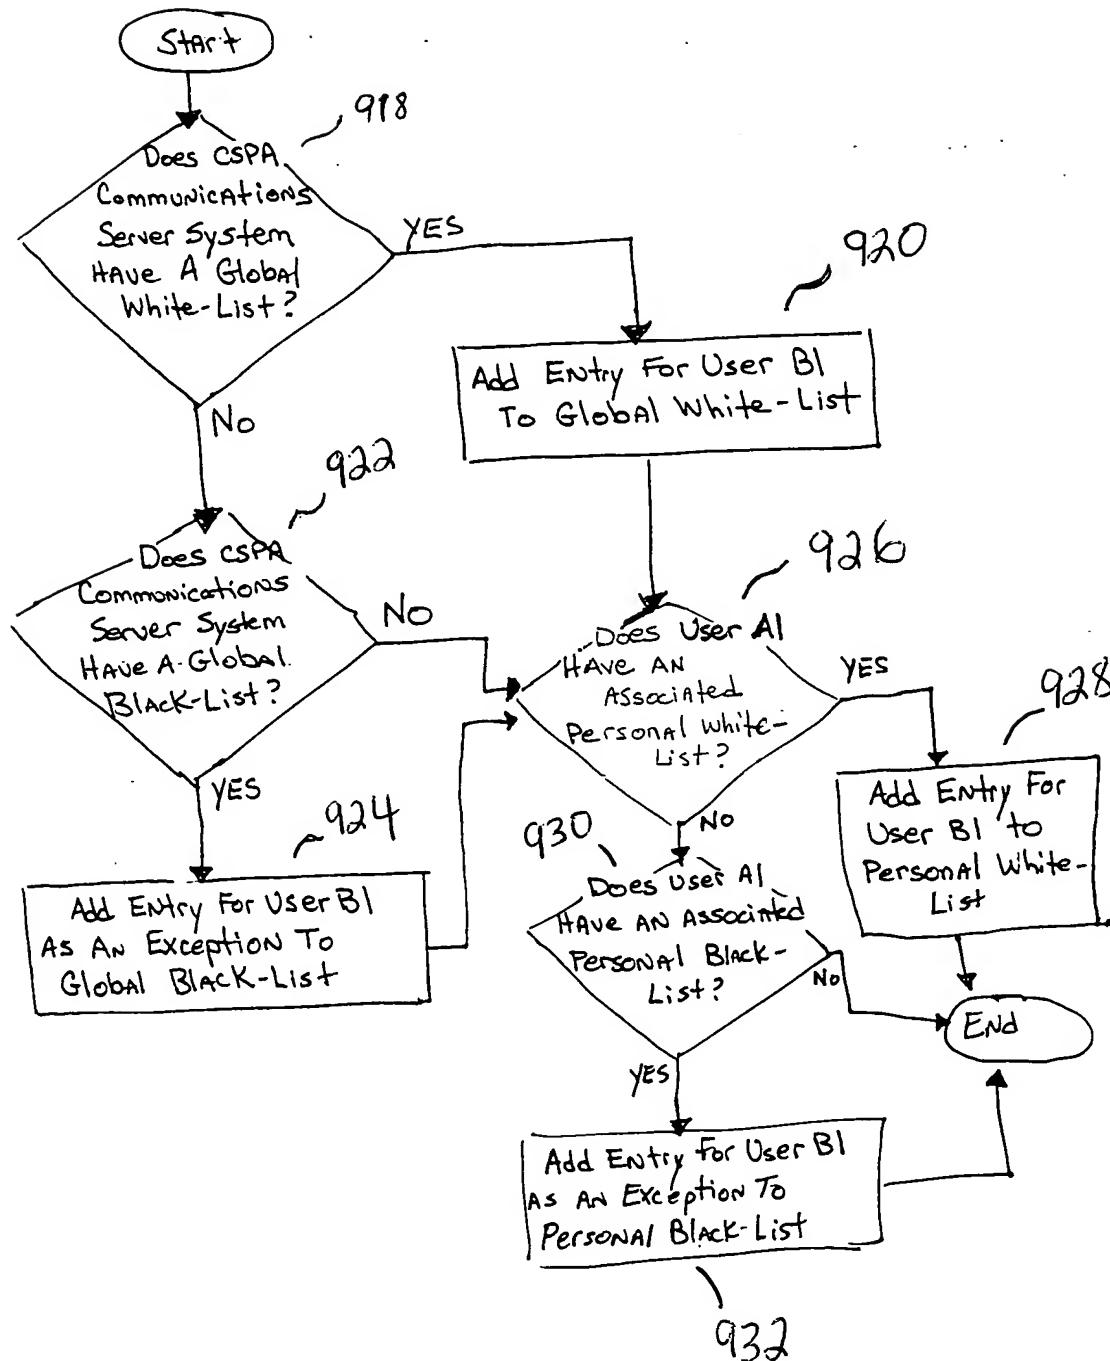 Start
918
Does CSPA
Communications
Server System
Have A Global
White-List?
YES
No
920
Add Entry For User B1
To Global White-List
922
Does CSPA
Communications
Server System
Have A Global
Black-List?
No
YES
924
Add Entry For User B1
As An Exception To
Global Black-List
926
Does User A1
Have An
Associated
Personal White-
List?
YES
No
928
Add Entry For
User B1 to
Personal White-
List
930
Does User A1
Have An Associated
Personal Black-
List?
No
YES
End
Add Entry For User B1
As An Exception To
Personal Black-List
932